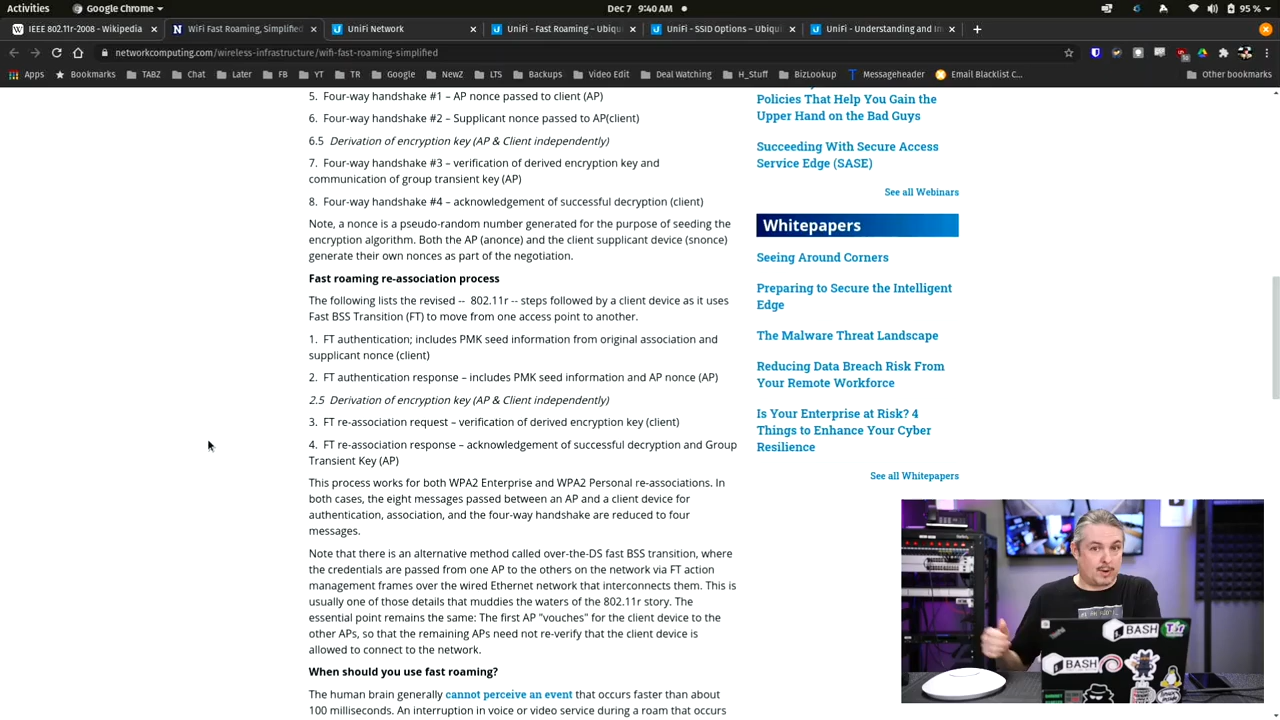 Activities
Google Chrome
Dec 7 9:40 AM
95 %
IEEE 802.11r-2008 - Wikipedia
WiFi Fast Roaming, Simplified
UniFi Network
UniFi - Fast Roaming – Ubiqu
UniFi - SSID Options – Ubiqui
UniFi - Understanding and Im
networkcomputing.com/wireless-infrastructure/wifi-fast-roaming-simplified
Apps
Bookmarks
TABZ
Chat
Later
FB
YT
TR
Google
NewZ
LTS
Backups
Video Edit
Deal Watching
H_Stuff
BizLookup
Messageheader
Email Blacklist C...
Other bookmarks
5. Four-way handshake #1 – AP nonce passed to client (AP)
6. Four-way handshake #2 – Supplicant nonce passed to AP(client)
6.5 Derivation of encryption key (AP & Client independently)
7. Four-way handshake #3 – verification of derived encryption key and
communication of group transient key (AP)
8. Four-way handshake #4 – acknowledgement of successful decryption (client)
Note, a nonce is a pseudo-random number generated for the purpose of seeding the
encryption algorithm. Both the AP (anonce) and the client supplicant device (snonce)
generate their own nonces as part of the negotiation.
Fast roaming re-association process
The following lists the revised -- 802.11r -- steps followed by a client device as it uses
Fast BSS Transition (FT) to move from one access point to another.
1. FT authentication; includes PMK seed information from original association and
supplicant nonce (client)
2. FT authentication response – includes PMK seed information and AP nonce (AP)
2.5 Derivation of encryption key (AP & Client independently)
3. FT re-association request – verification of derived encryption key (client)
4. FT re-association response – acknowledgement of successful decryption and Group
Transient Key (AP)
This process works for both WPA2 Enterprise and WPA2 Personal re-associations. In
both cases, the eight messages passed between an AP and a client device for
authentication, association, and the four-way handshake are reduced to four
messages.
Note that there is an alternative method called over-the-DS fast BSS transition, where
the credentials are passed from one AP to the others on the network via FT action
management frames over the wired Ethernet network that interconnects them. This is
usually one of those details that muddies the waters of the 802.11r story. The
essential point remains the same: The first AP "vouches" for the client device to the
other APs, so that the remaining APs need not re-verify that the client device is
allowed to connect to the network.
When should you use fast roaming?
The human brain generally cannot perceive an event that occurs faster than about
100 milliseconds. An interruption in voice or video service during a roam that occurs
Policies That Help You Gain the
Upper Hand on the Bad Guys
Succeeding With Secure Access
Service Edge (SASE)
See all Webinars
Whitepapers
Seeing Around Corners
Preparing to Secure the Intelligent
Edge
The Malware Threat Landscape
Reducing Data Breach Risk From
Your Remote Workforce
Is Your Enterprise at Risk? 4
Things to Enhance Your Cyber
Resilience
See all Whitepapers
BASH
BASH